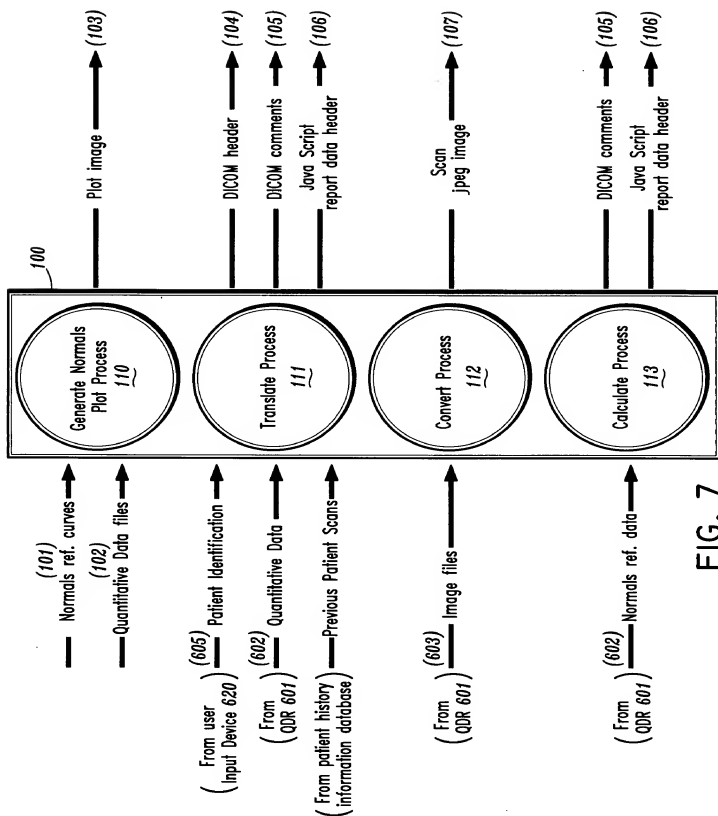 100
(101)
Normals ref. curves
(102)
Quantitative Data files
Generate Normals
Plot Process
110
Plot image
(103)
(From user
Input Device 620)
(605)
Patient Identification
(From
QDR 601)
(602)
Quantitative Data
(From patient history
information database)
Previous Patient Scans
Translate Process
111
DICOM header
(104)
DICOM comments
(105)
Java Script
report data header
(106)
(From
QDR 601)
(603)
Image files
Convert Process
112
Scan
jpeg image
(107)
(From
QDR 601)
(602)
Normals ref. data
Calculate Process
113
DICOM comments
(105)
Java Script
report data header
(106)
FIG. 7